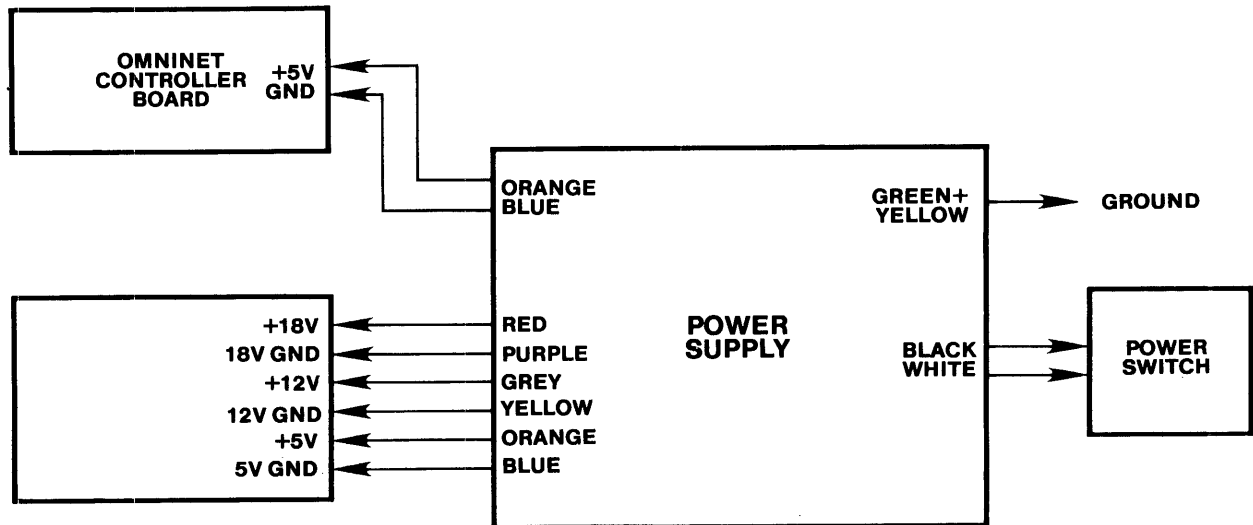 OMNINET
CONTROLLER
BOARD
+5V
GND
ORANGE
BLUE
GREEN+
YELLOW
GROUND
+18V
18V GND
+12V
12V GND
+5V
5V GND
RED
PURPLE
GREY
YELLOW
ORANGE
BLUE
POWER
SUPPLY
BLACK
WHITE
POWER
SWITCH